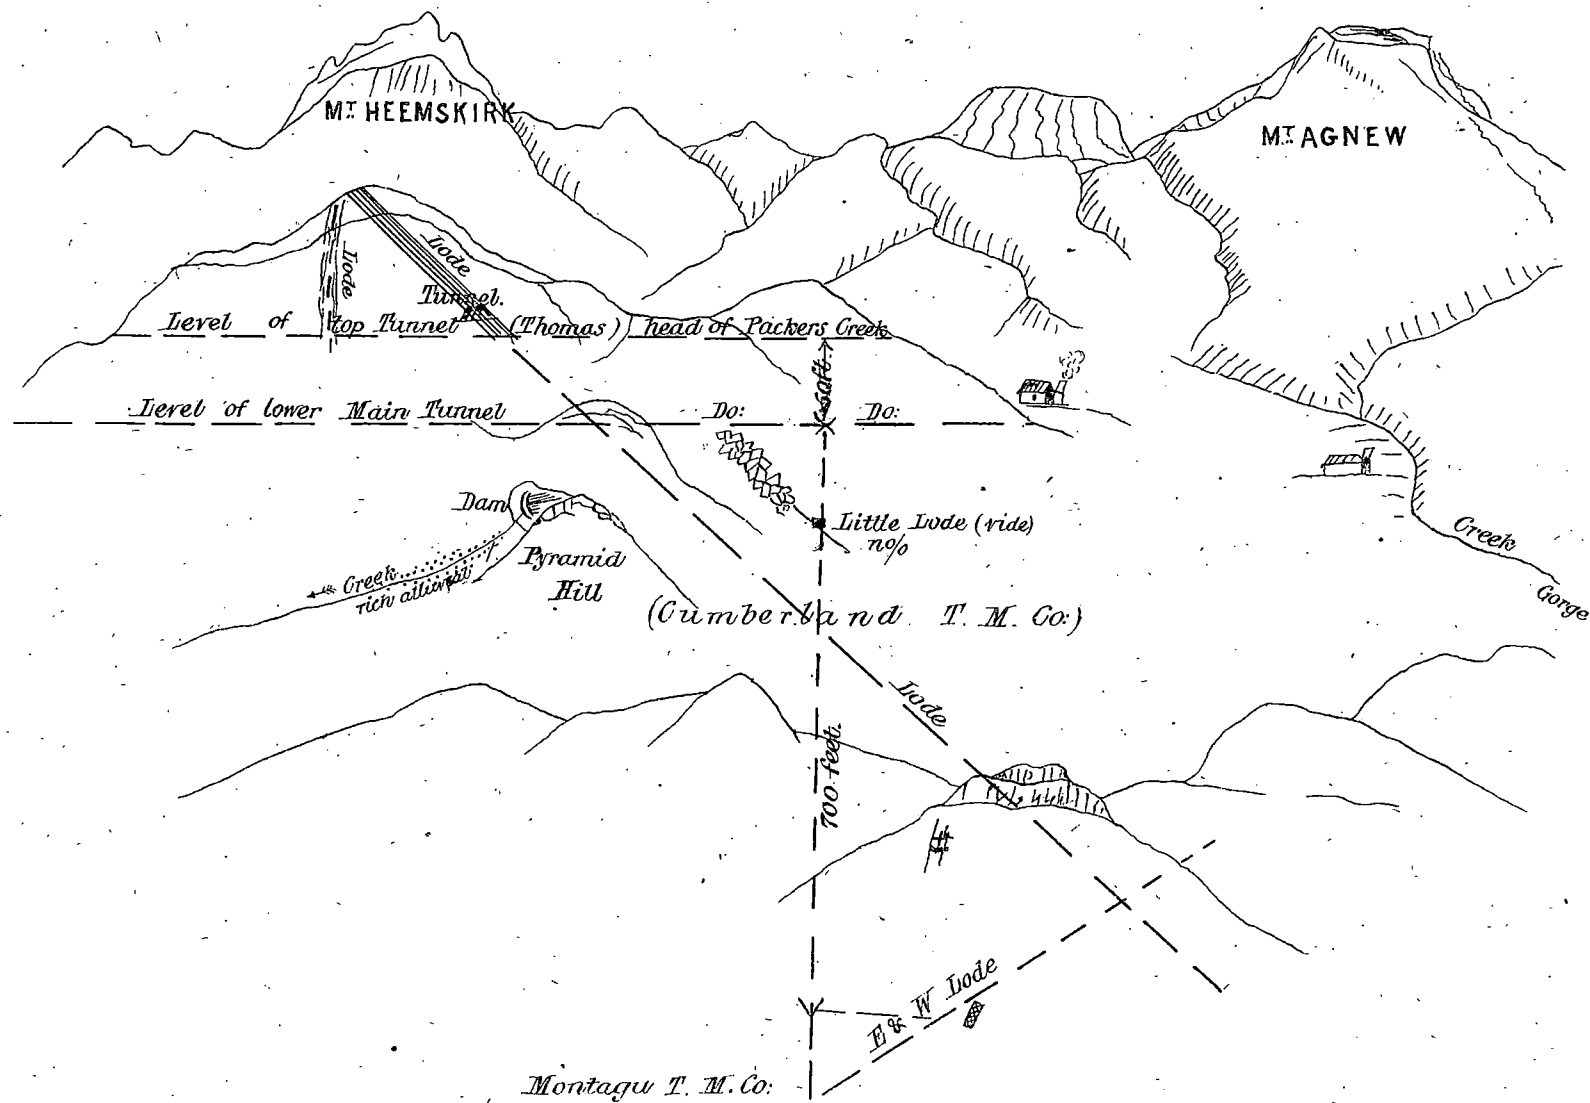 MT HEEMSKIRK
MT AGNEW
Lode
Lode
Tunnel.
Level of top Tunnel (Thomas) head of Packers Creek
Level of lower Main Tunnel Do: Do:
Dam
Little Lode (vide)
no/o
Creek
rich alluvial
Pyramid
Hill
Creek
Gorge
(Cumberland T. M. Co:)
Lode
700 feet.
E & W Lode
Montagu T. M. Co: